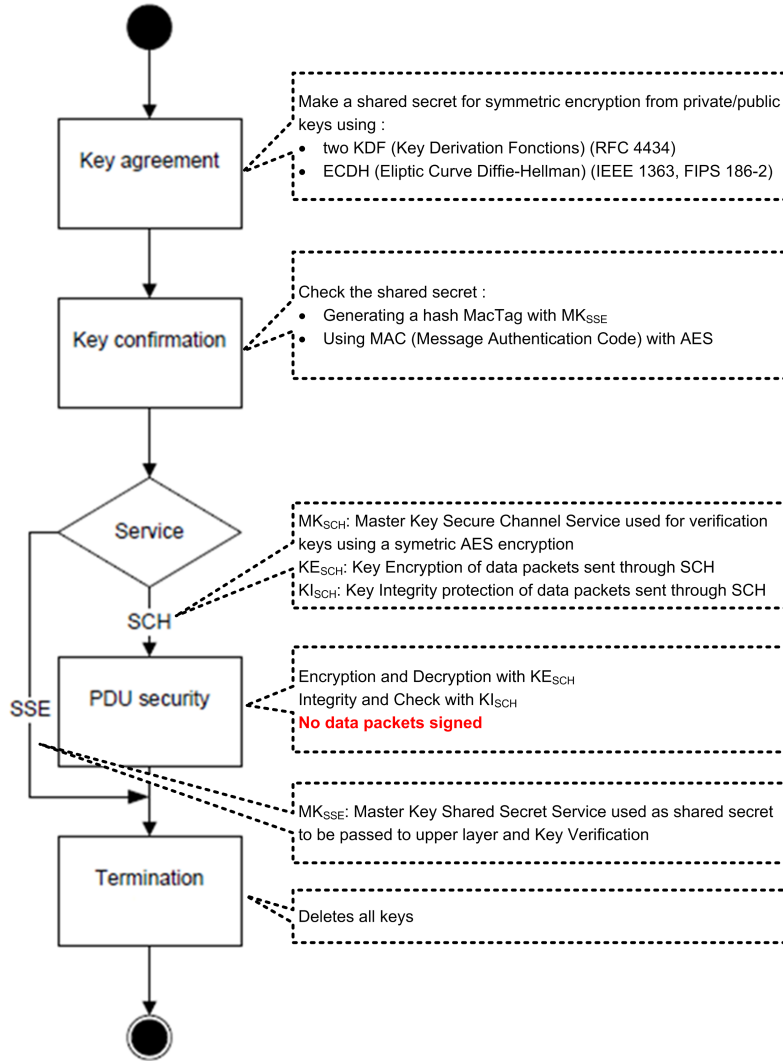 Key agreement
Make a shared secret for symmetric encryption from private/public
keys using :
• two KDF (Key Derivation Fonctions) (RFC 4434)
• ECDH (Eliptic Curve Diffie-Hellman) (IEEE 1363, FIPS 186-2)
Key confirmation
Check the shared secret :
• Generating a hash MacTag with MKSSE
• Using MAC (Message Authentication Code) with AES
Service
MKSCH: Master Key Secure Channel Service used for verification
keys using a symetric AES encryption
KESCH: Key Encryption of data packets sent through SCH
KISCH: Key Integrity protection of data packets sent through SCH
SCH
PDU security
Encryption and Decryption with KESCH
Integrity and Check with KISCH
No data packets signed
SSE
MKSSE: Master Key Shared Secret Service used as shared secret
to be passed to upper layer and Key Verification
Termination
Deletes all keys